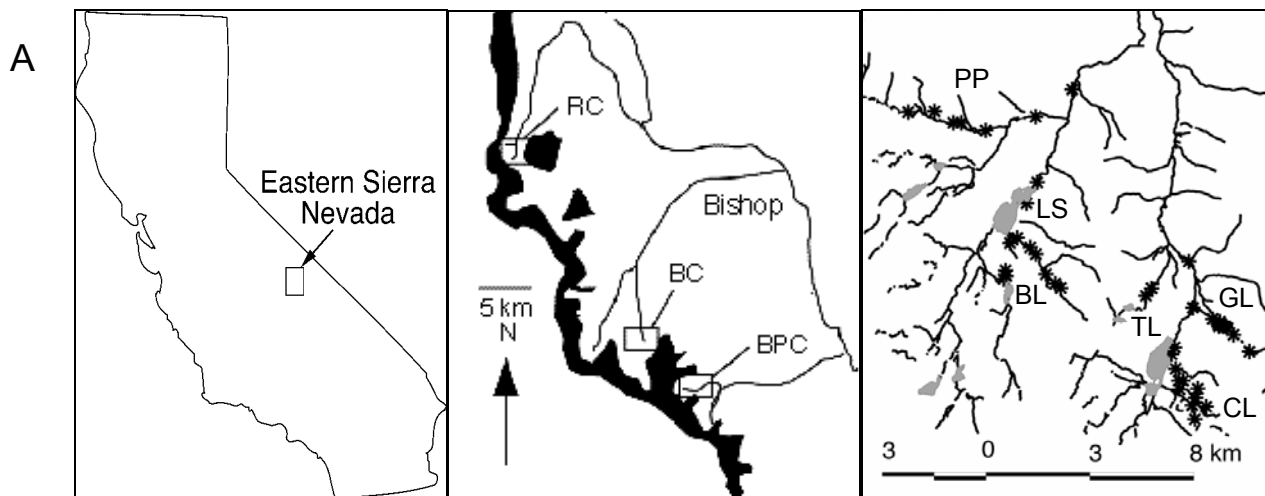 A
Eastern Sierra
Nevada
RC
Bishop
5 km
N
BC
BPC
PP
LS
BL
TL
GL
CL
3 0 3 8 km